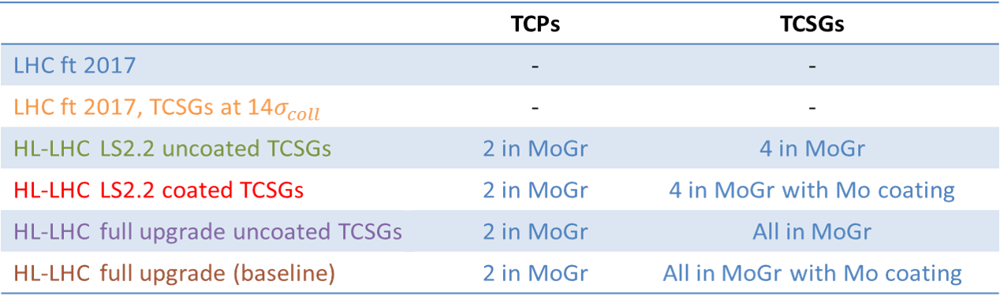 TCPs TCSGs
LHC ft 2017 - -
LHC ft 2017, TCSGs at 14σcoll - -
HL-LHC LS2.2 uncoated TCSGs 2 in MoGr 4 in MoGr
HL-LHC LS2.2 coated TCSGs 2 in MoGr 4 in MoGr with Mo coating
HL-LHC full upgrade uncoated TCSGs 2 in MoGr All in MoGr
HL-LHC full upgrade (baseline) 2 in MoGr All in MoGr with Mo coating